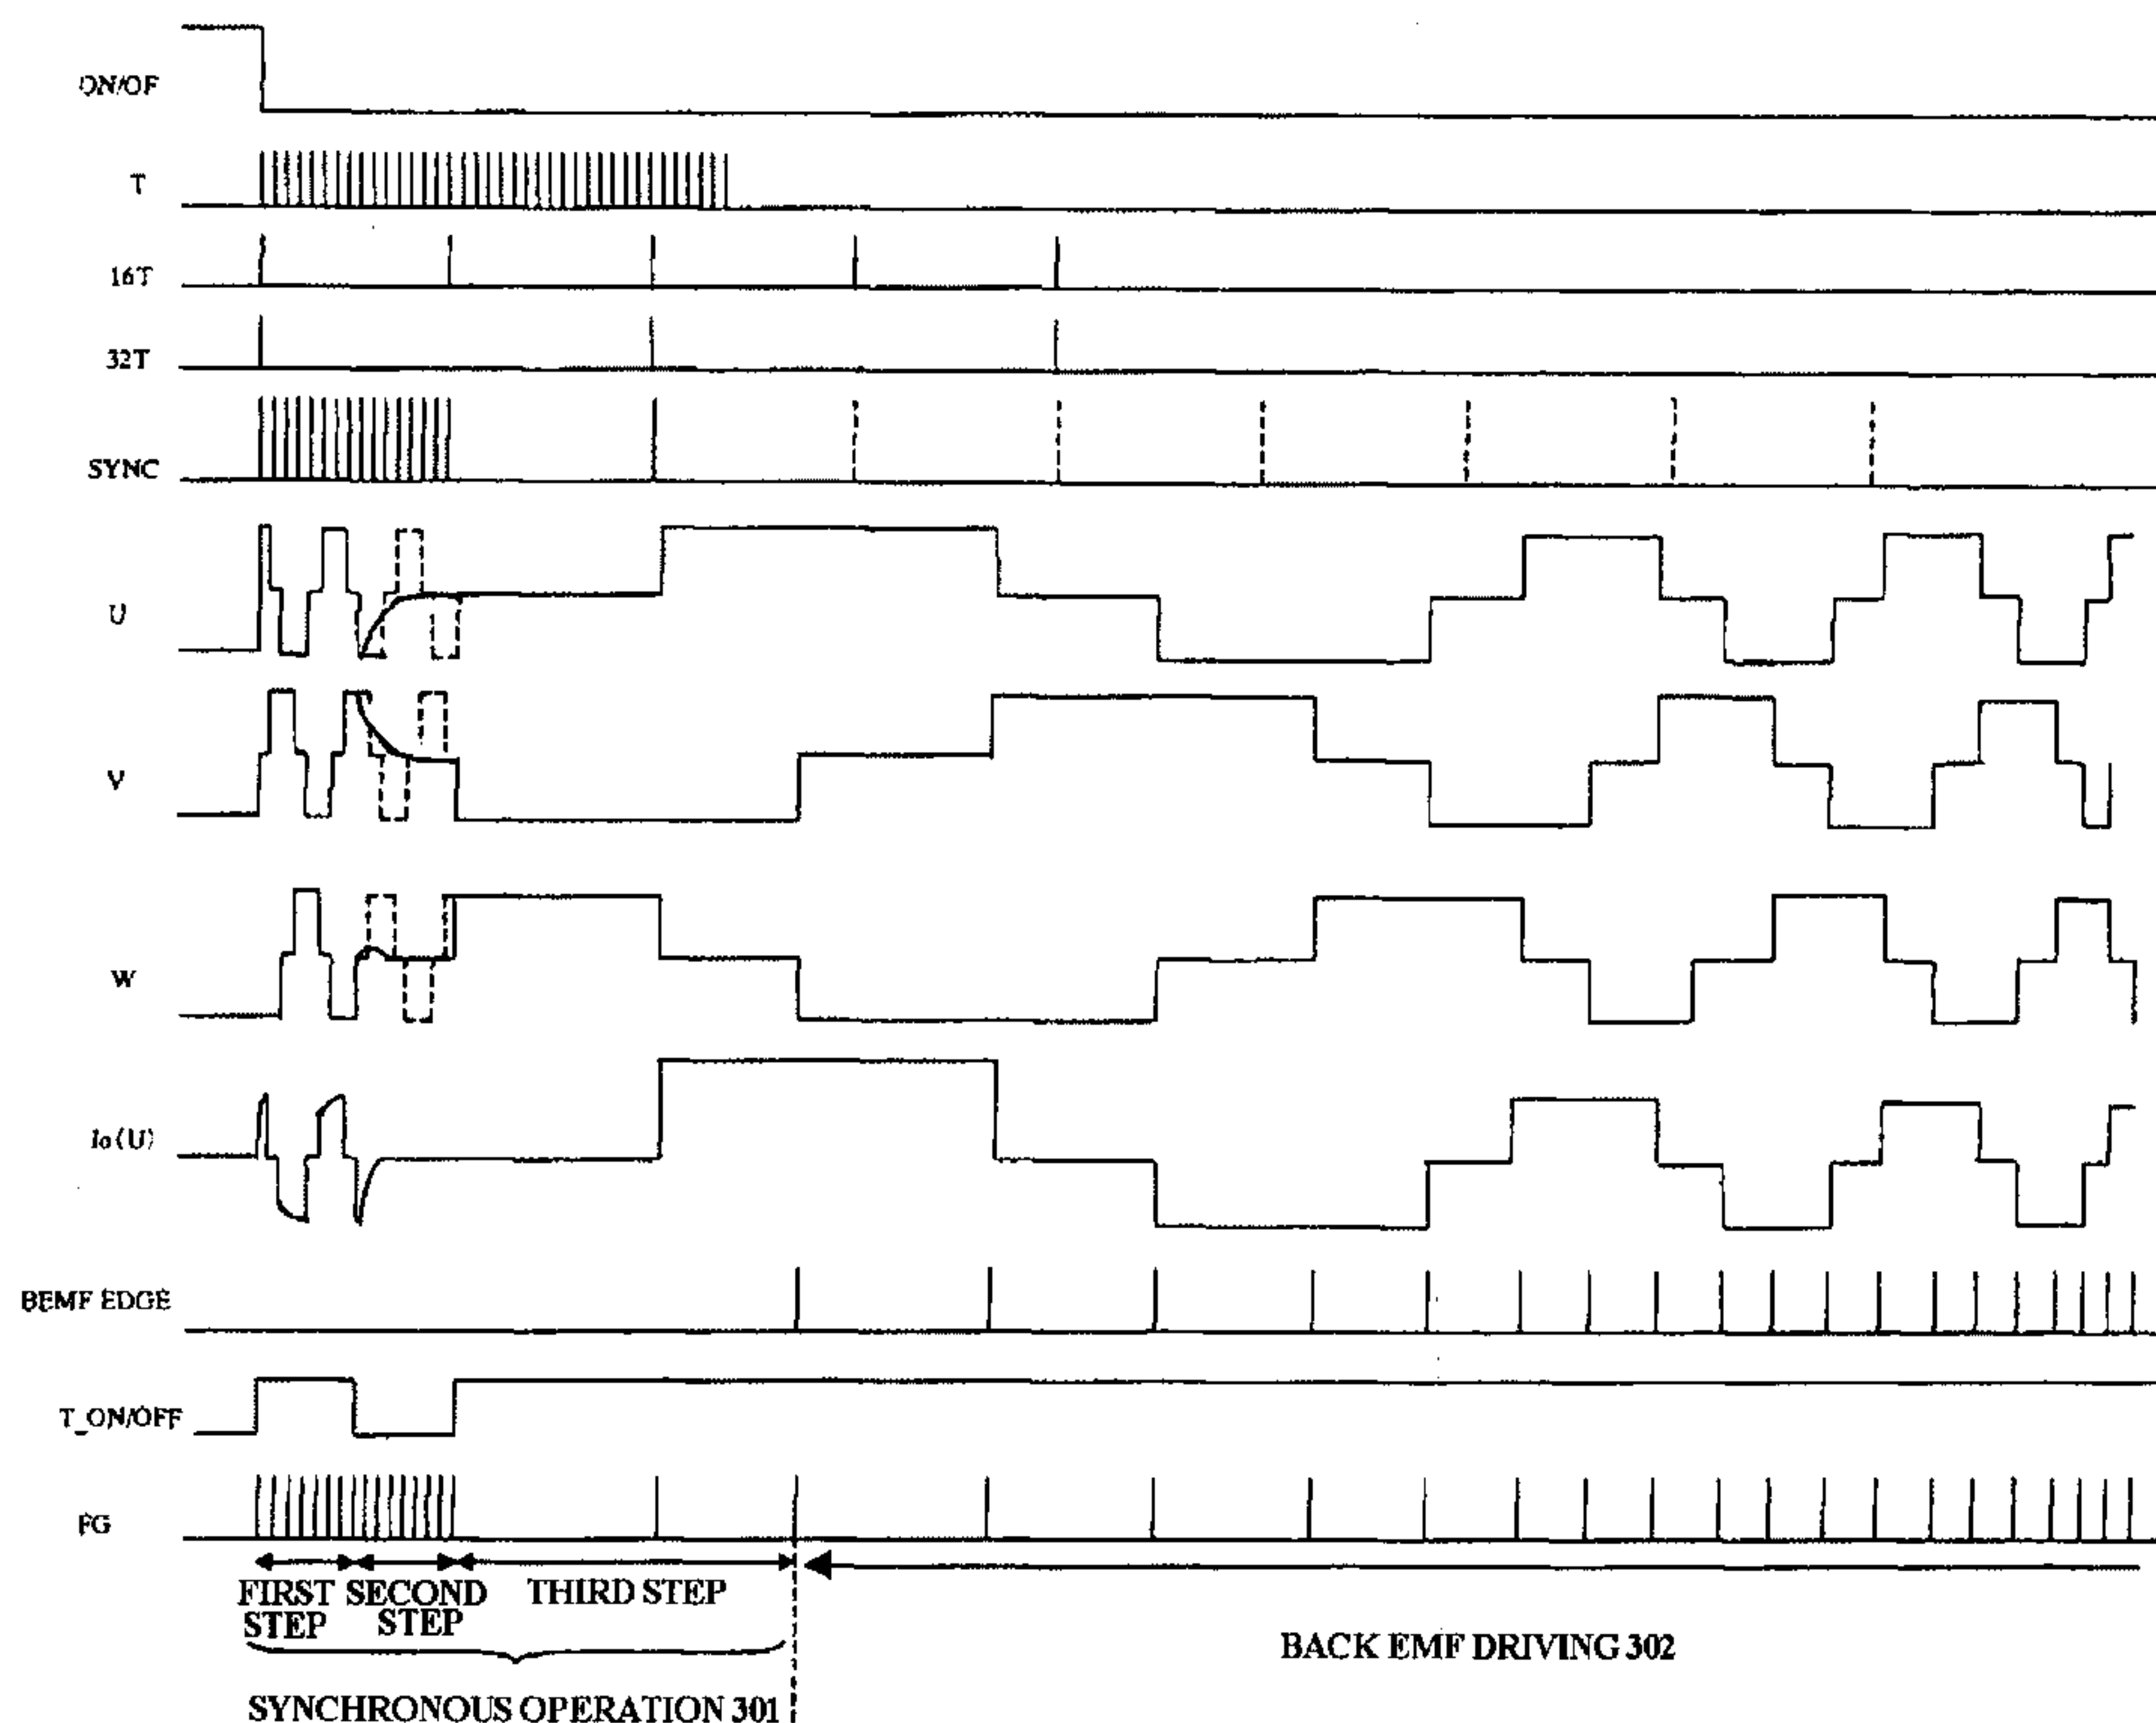 ON/OF
T
16T
32T
SYNC
U
V
W
Io(U)
BEMF EDGE
T_ON/OFF
FG
FIRST STEP
SECOND STEP
THIRD STEP
BACK EMF DRIVING 302
SYNCHRONOUS OPERATION 301